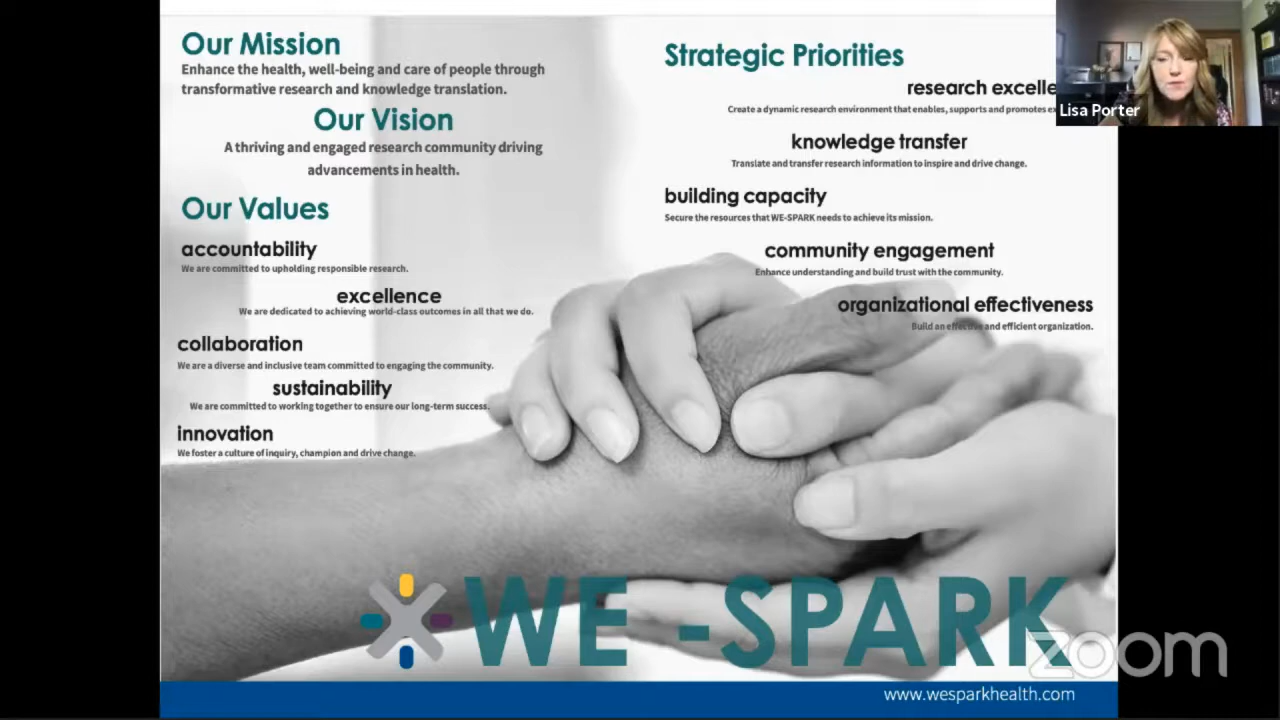 Our Mission
Enhance the health, well-being and care of people through
transformative research and knowledge translation.
Our Vision
A thriving and engaged research community driving
advancements in health.
Our Values
accountability
We are committed to upholding responsible research.
excellence
We are dedicated to achieving world-class outcomes in all that we do.
collaboration
We are a diverse and inclusive team committed to engaging the community.
sustainability
We are committed to working together to ensure our long-term success.
innovation
We foster a culture of inquiry, champion and drive change.
Strategic Priorities
research excelle
Create a dynamic research environment that enables, supports and promotes ex
knowledge transfer
Translate and transfer research information to inspire and drive change.
building capacity
Secure the resources that WE-SPARK needs to achieve its mission.
community engagement
Enhance understanding and build trust with the community.
organizational effectiveness
Build an effective and efficient organization.
Lisa Porter
WE -SPARK
zoom
www.wesparkhealth.com